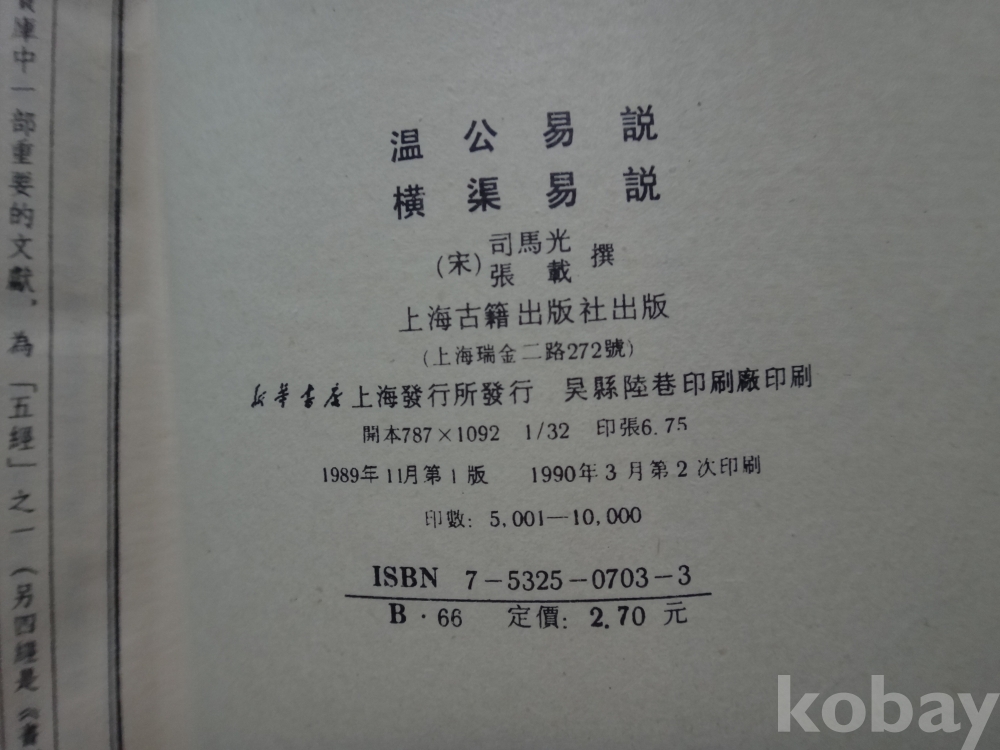 温公易説
横渠易説
(宋)司馬光 張載 撰
上海古籍出版社出版
(上海瑞金二路272號)
新華書店上海發行所發行 吴縣陸巷印刷廠印刷
開本787×1092 1/32 印張6.75
1989年11月第1版 1990年3月第2次印刷
印數: 5,001—10,000
ISBN 7-5325-0703-3
B·66 定價: 2.70 元
庫中一部重要的文獻，為「五經」之一（另四經是《書
kobay